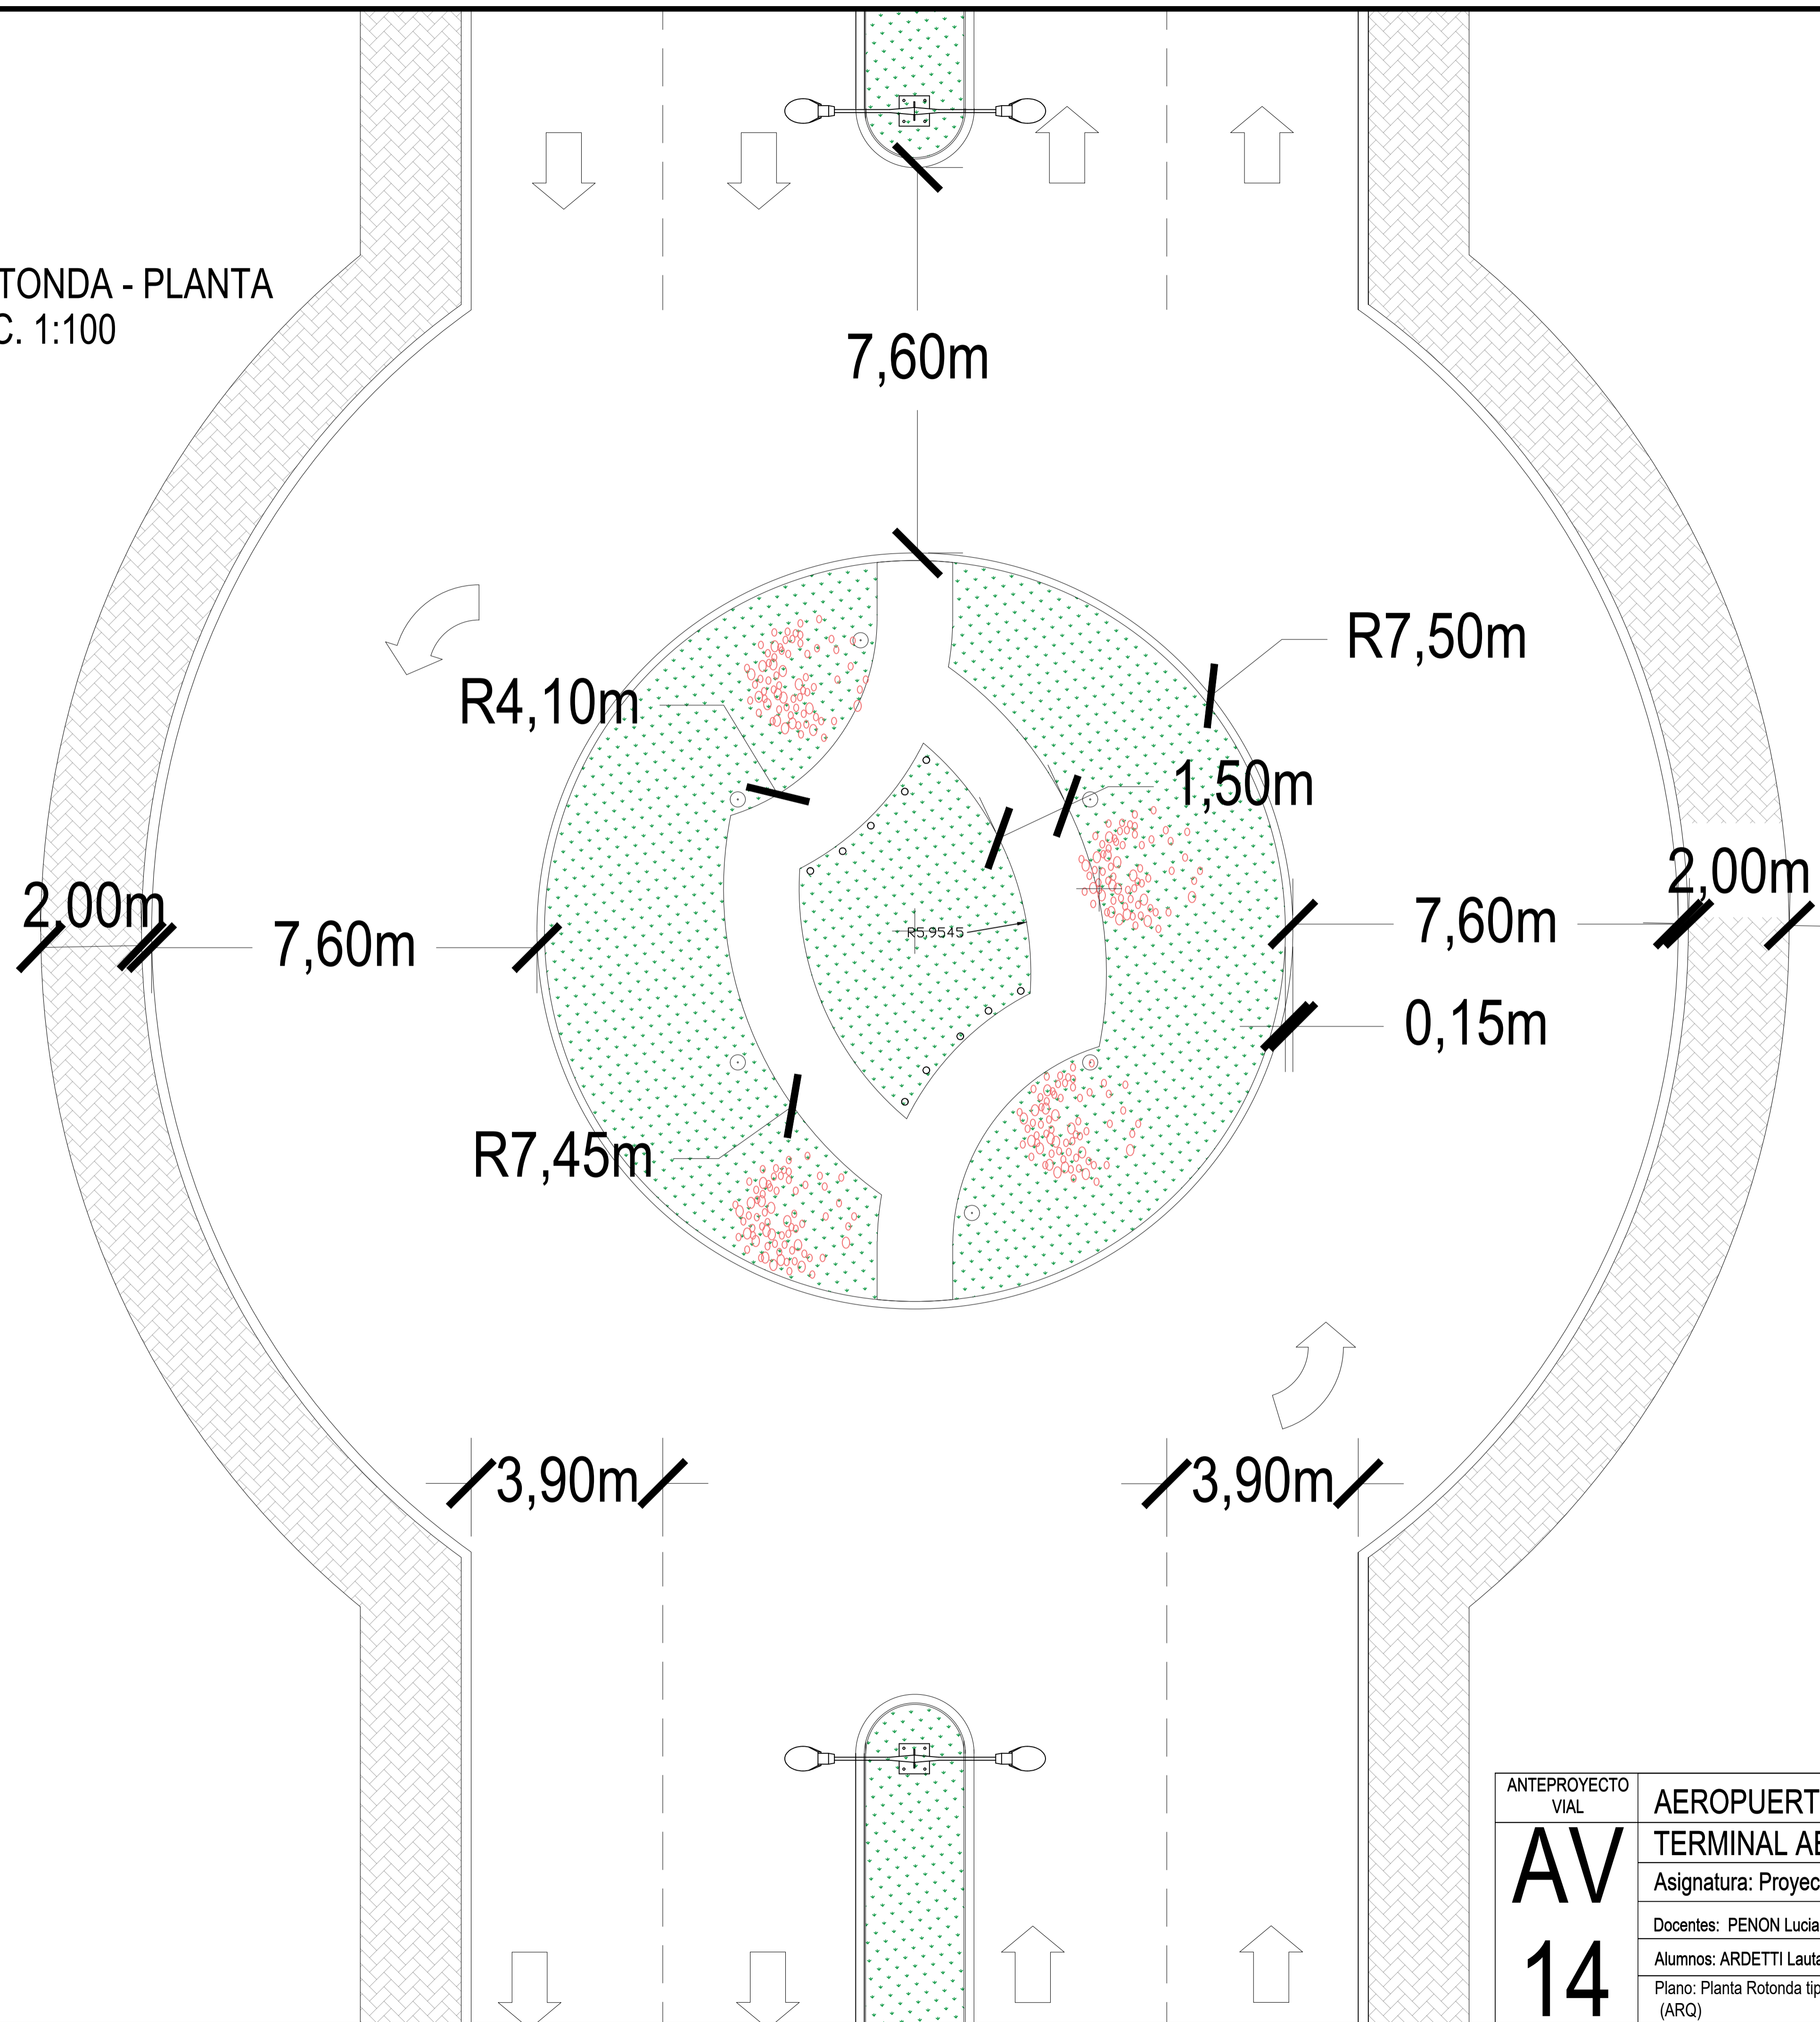 TONDA - PLANTA
C. 1:100
7,60m
R7,50m
R4,10m
1,50m
2,00m
2,00m
7,60m
7,60m
R5,9545
0,15m
R7,45m
3,90m
3,90m
ANTEPROYECTO
VIAL
AEROPUERT
AV
TERMINAL AE
Asignatura: Proyec
Docentes: PENON Lucia
14
Alumnos: ARDETTI Lauta
Plano: Planta Rotonda tip
(ARQ)